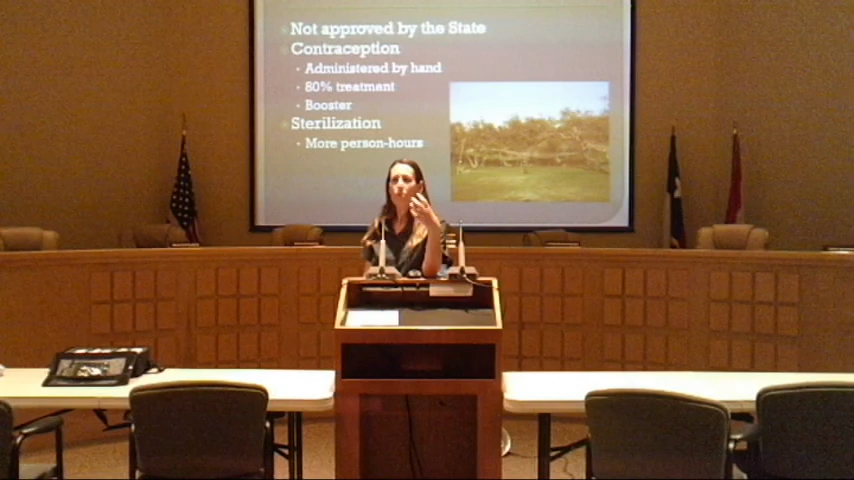 Not approved by the State
Contraception
Administered by hand
80% treatment
Booster
Sterilization
More person-hours